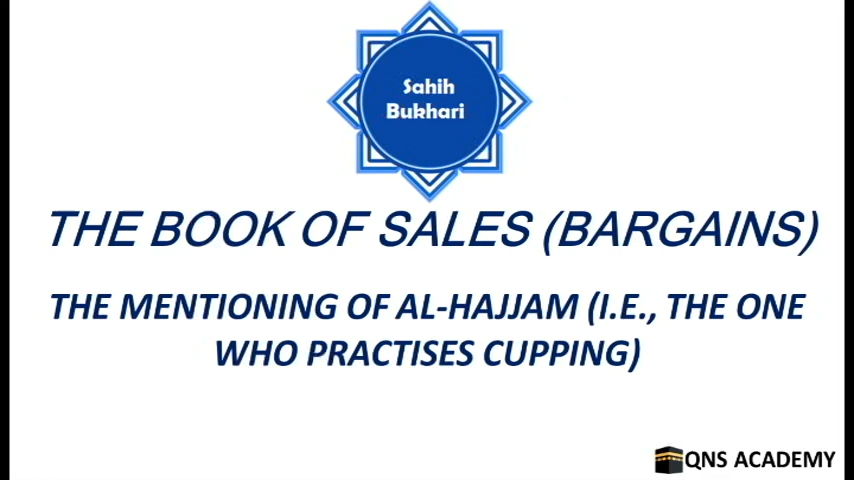 Sahih
Bukhari
THE BOOK OF SALES (BARGAINS)
THE MENTIONING OF AL-HAJJAM (I.E., THE ONE
WHO PRACTISES CUPPING)
QNS ACADEMY